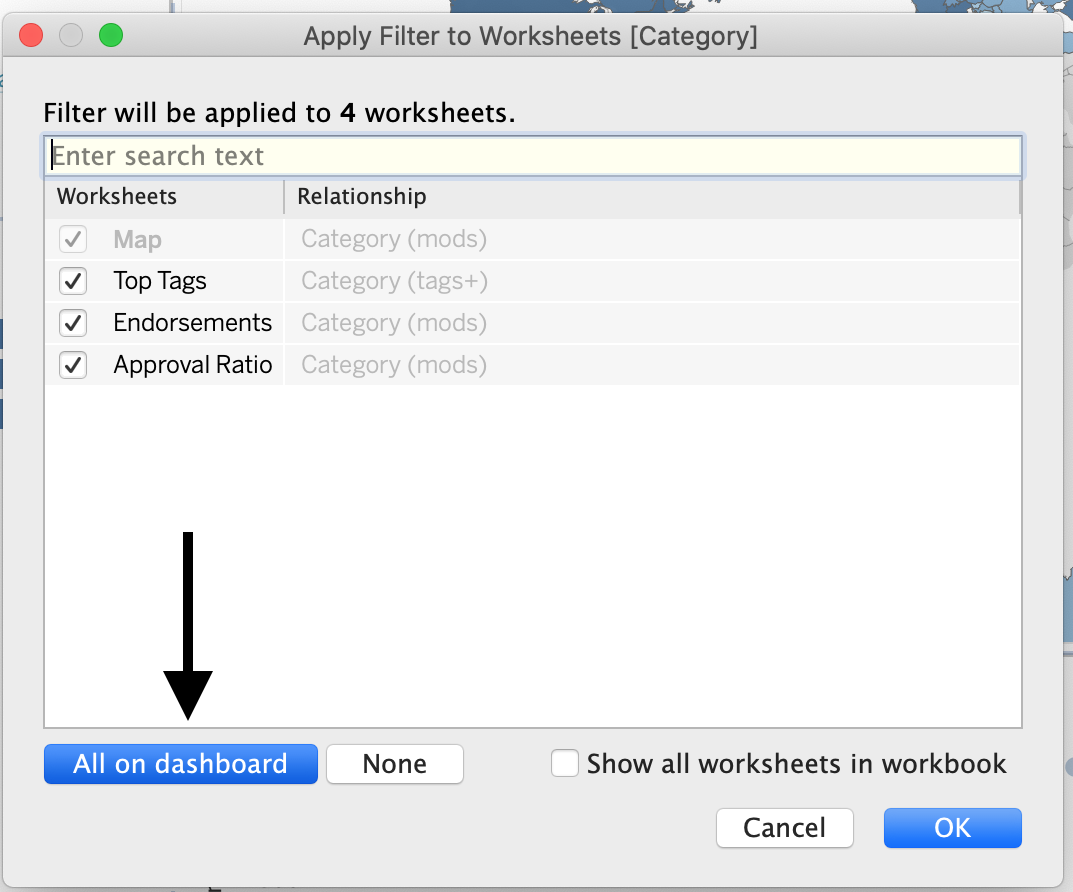 Apply Filter to Worksheets [Category]
Filter will be applied to 4 worksheets.
Enter search text
Worksheets Relationship
Map Category (mods)
Top Tags Category (tags+)
Endorsements Category (mods)
Approval Ratio Category (mods)
All on dashboard None Show all worksheets in workbook
Cancel OK